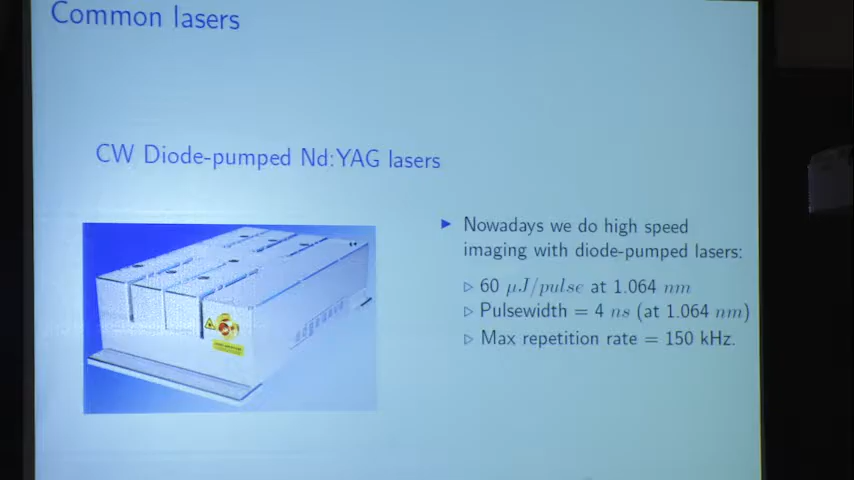 Common lasers
CW Diode-pumped Nd:YAG lasers
▶ Nowadays we do high speed
imaging with diode-pumped lasers:
▷ 60 μJ/pulse at 1.064 nm
▷ Pulsewidth = 4 ns (at 1.064 nm)
▷ Max repetition rate = 150 kHz.